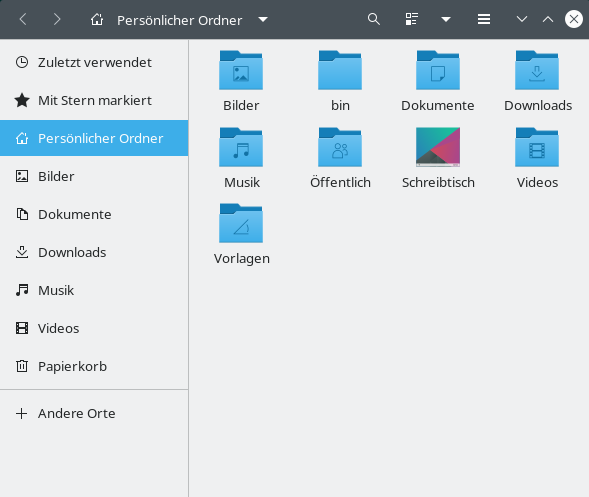 Persönlicher Ordner
Zuletzt verwendet
Mit Stern markiert
Persönlicher Ordner
Bilder
Dokumente
Downloads
Musik
Videos
Papierkorb
Andere Orte
Bilder bin Dokumente Downloads
Musik Öffentlich Schreibtisch Videos
Vorlagen